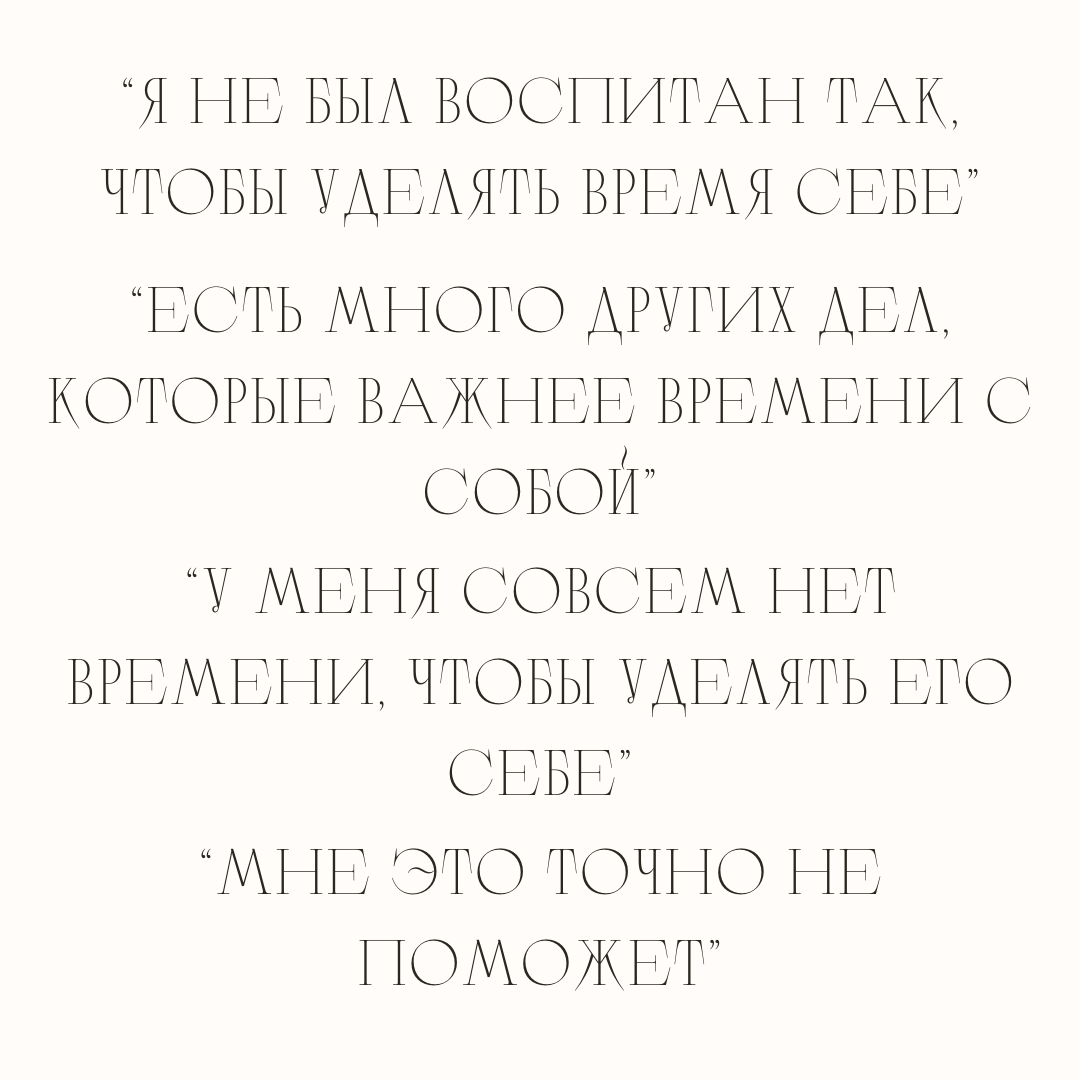 “Я НЕ БЫЛ ВОСПИТАН ТАК,
ЧТОБЫ УДЕЛЯТЬ ВРЕМЯ СЕБЕ”
“ЕСТЬ МНОГО ДРУГИХ ДЕЛ,
КОТОРЫЕ ВАЖНЕЕ ВРЕМЕНИ С
СОБОЙ”
“У МЕНЯ СОВСЕМ НЕТ
ВРЕМЕНИ, ЧТОБЫ УДЕЛЯТЬ ЕГО
СЕБЕ”
“МНЕ ЭТО ТОЧНО НЕ
ПОМОЖЕТ”